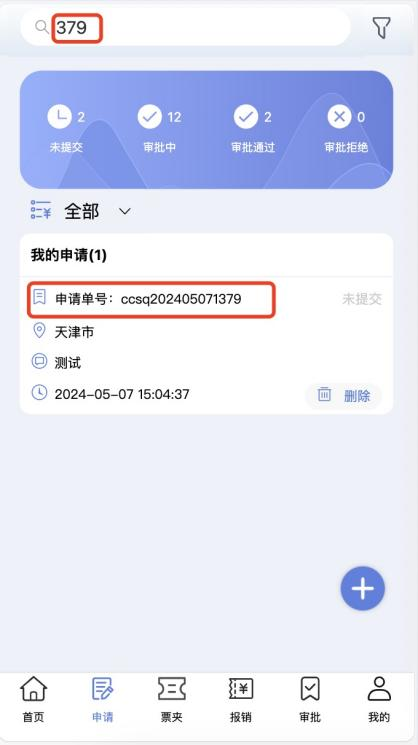 379
2 12 2 0
未提交 审批中 审批通过 审批拒绝
全部
我的申请(1)
申请单号：ccsq202405071379 未提交
天津市
测试
2024-05-07 15:04:37 删除
首页 申请 票夹 报销 审批 我的